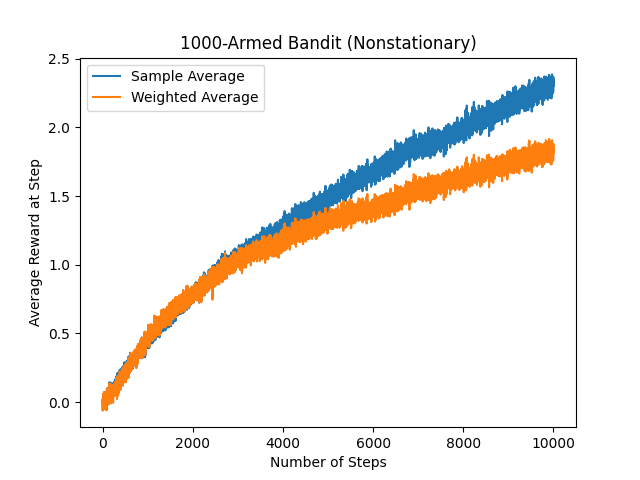 1000-Armed Bandit (Nonstationary)
Sample Average
Weighted Average
Average Reward at Step
2.5
2.0
1.5
1.0
0.5
0.0
0 2000 4000 6000 8000 10000
Number of Steps